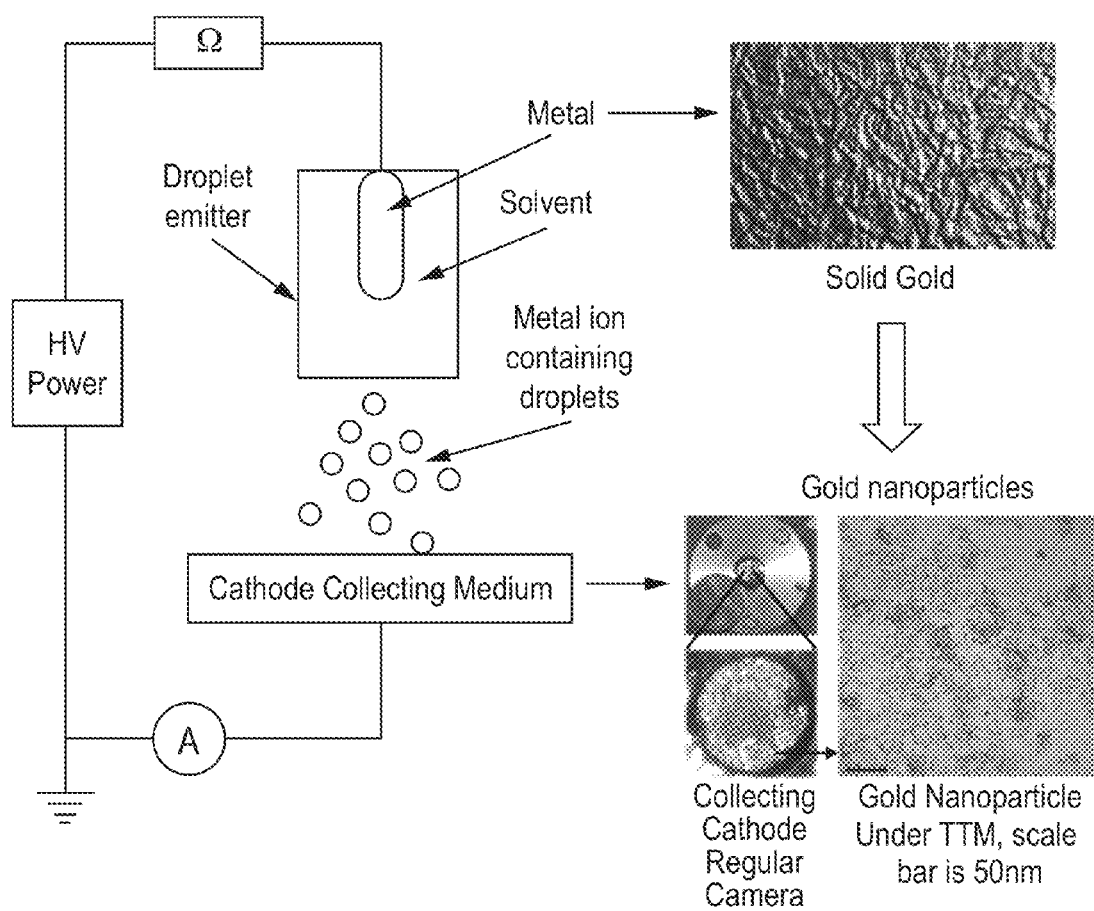 Ω
Metal
Droplet
emitter
Solvent
Solid Gold
HV
Power
Metal ion
containing
droplets
Gold nanoparticles
Cathode Collecting Medium
A
Collecting
Cathode
Regular
Camera
Gold Nanoparticle
Under TTM, scale
bar is 50nm